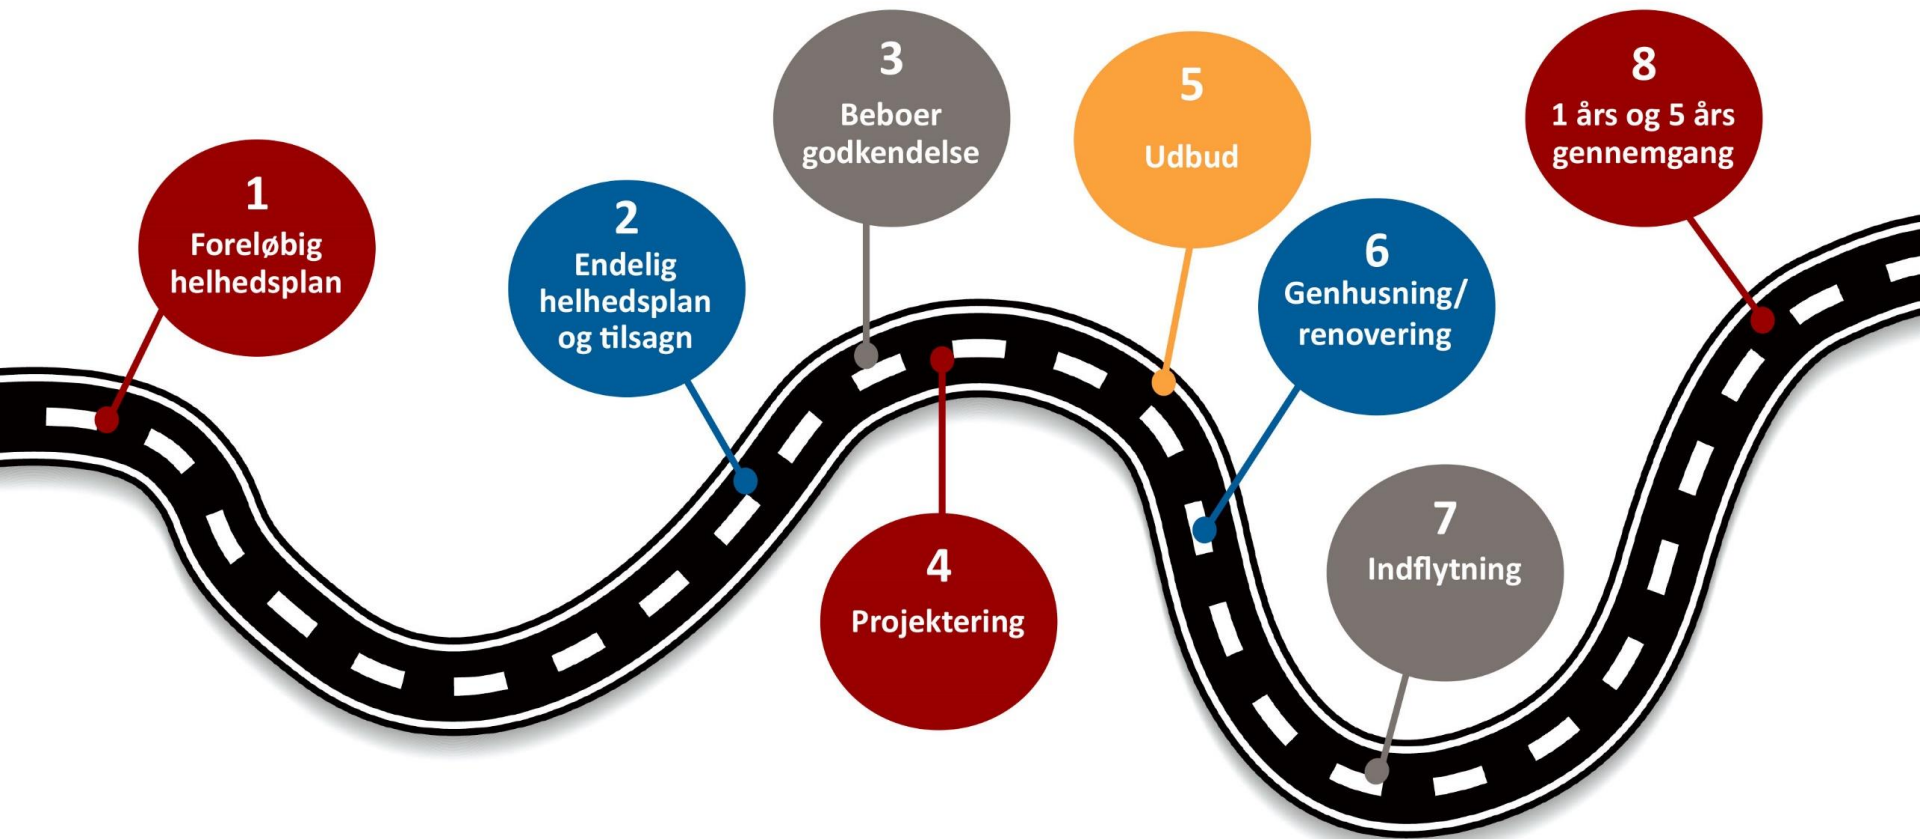 1
Foreløbig
helhedsplan
2
Endelig
helhedsplan
og tilsagn
3
Beboer
godkendelse
4
Projektering
5
Udbud
6
Genhusning/
renovering
7
Indflytning
8
1 års og 5 års
gennemgang